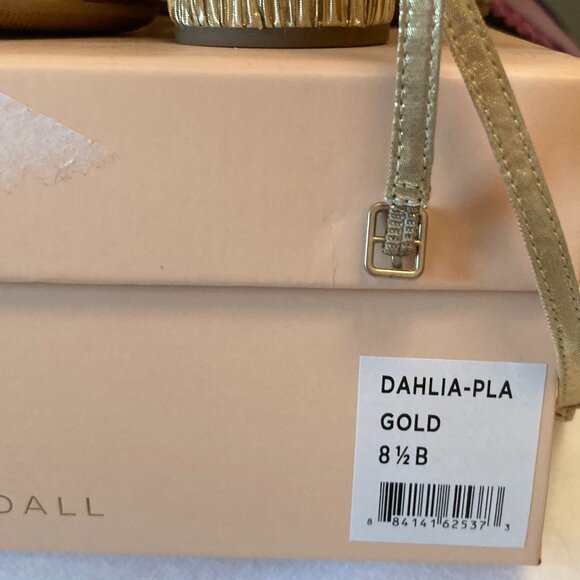 DAHLIA-PLA
GOLD
8 ½ B
8 84141 62537 3
DALL